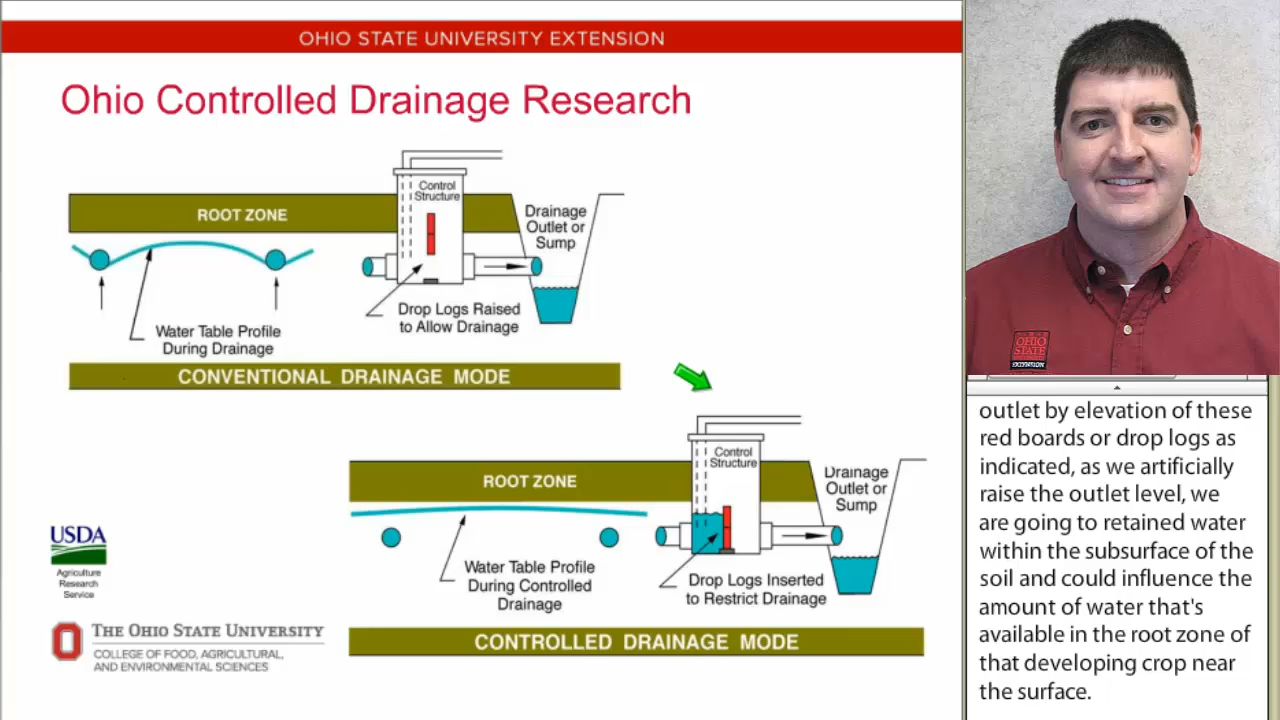 OHIO STATE UNIVERSITY EXTENSION
Ohio Controlled Drainage Research
ROOT ZONE
Control
Structure
Drainage
Outlet or
Sump
Water Table Profile
During Drainage
Drop Logs Raised
to Allow Drainage
CONVENTIONAL DRAINAGE MODE
ROOT ZONE
Control
Structure
Drainage
Outlet or
Sump
Water Table Profile
During Controlled
Drainage
Drop Logs Inserted
to Restrict Drainage
CONTROLLED DRAINAGE MODE
USDA
Agriculture
Research
Service
THE OHIO STATE UNIVERSITY
COLLEGE OF FOOD, AGRICULTURAL,
AND ENVIRONMENTAL SCIENCES
OHIO
STATE
EXTENSION
outlet by elevation of these
red boards or drop logs as
indicated, as we artificially
raise the outlet level, we
are going to retained water
within the subsurface of the
soil and could influence the
amount of water that's
available in the root zone of
that developing crop near
the surface.